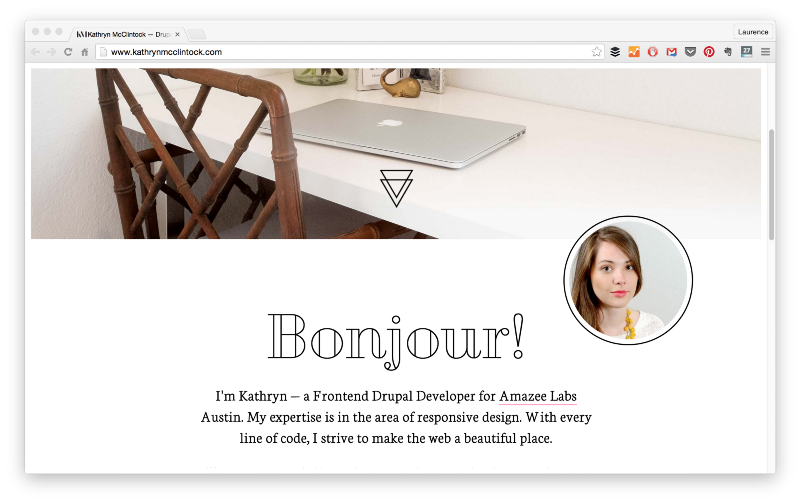 Kathryn McClintock — Drup
Laurence
www.kathrynmcclintock.com
27
Bonjour!
I'm Kathryn — a Frontend Drupal Developer for Amazee Labs
Austin. My expertise is in the area of responsive design. With every
line of code, I strive to make the web a beautiful place.